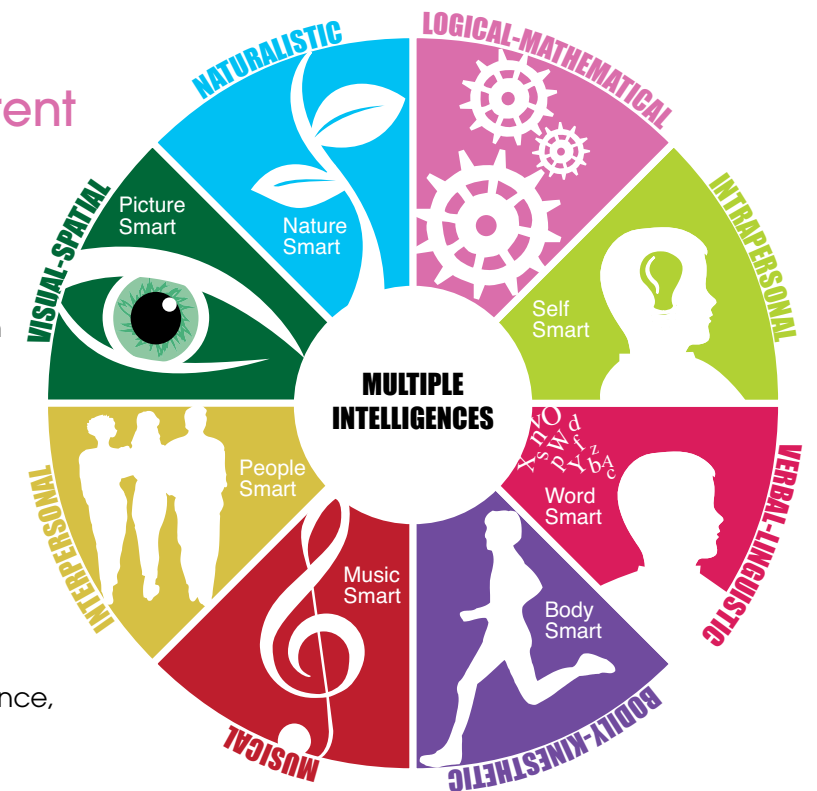 LOGICAL-MATHEMATICAL
NATURALISTIC
rent
INTRAPERSONAL
VISUAL-SPATIAL
Picture
Smart
Nature
Smart
Self
Smart
MULTIPLE
INTELLIGENCES
X n v O
s W d
p f
Y z
b A
c
People
Smart
Word
Smart
VERBAL-LINGUISTIC
INTERPERSONAL
Music
Smart
Body
Smart
nce,
MUSICAL
BODILY-KINESTHETIC